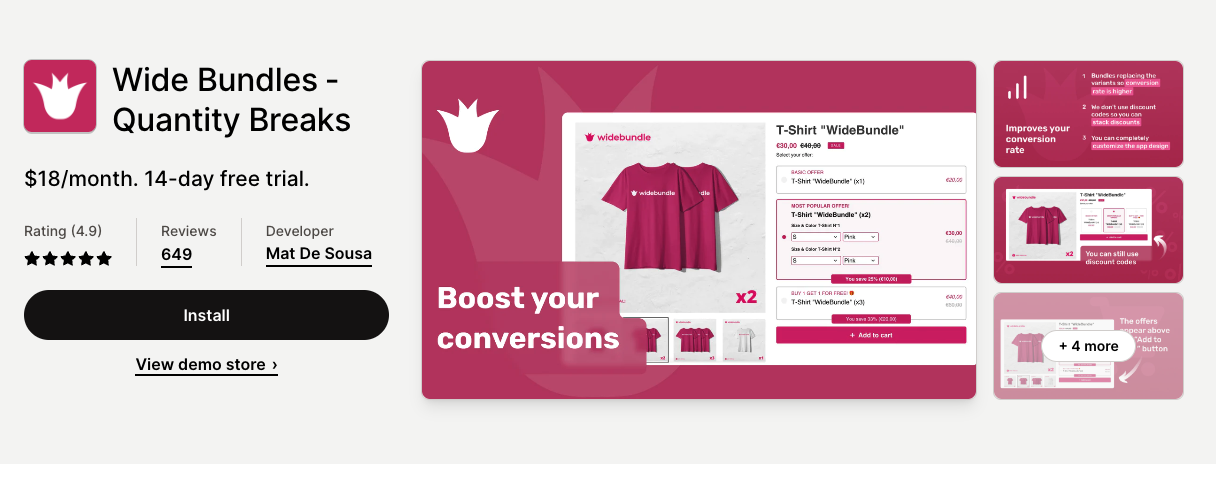 Wide Bundles -
Quantity Breaks
$18/month. 14-day free trial.
Rating (4.9)
Reviews
649
Developer
Mat De Sousa
Install
View demo store ›
widebundle
widebundle
Boost your
conversions
x2
T-Shirt "WideBundle"
€30,00 €40,00
Select your offer:
BASIC OFFER
T-Shirt "WideBundle" (x1)
€20,00
MOST POPULAR OFFER!
T-Shirt "WideBundle" (x2)
Size & Color T-Shirt N°1
S
Pink
Size & Color T-Shirt N°2
S
Pink
€30,00
€40,00
You save 25% (€10,00)
BUY 1 GET 1 FOR FREE!
T-Shirt "WideBundle" (x3)
€40,00
€60,00
You save 33% (€20,00)
+ Add to cart
Improves your
conversion
rate
1 Bundles replacing the
variants so conversion
rate is higher
2 We don't use discount
codes so you can
stack discounts
3 You can completely
customize the app design
T-Shirt "WideBundle"
x2
You can still use
discount codes
The offers
appear above
"Add to
" button
+ 4 more